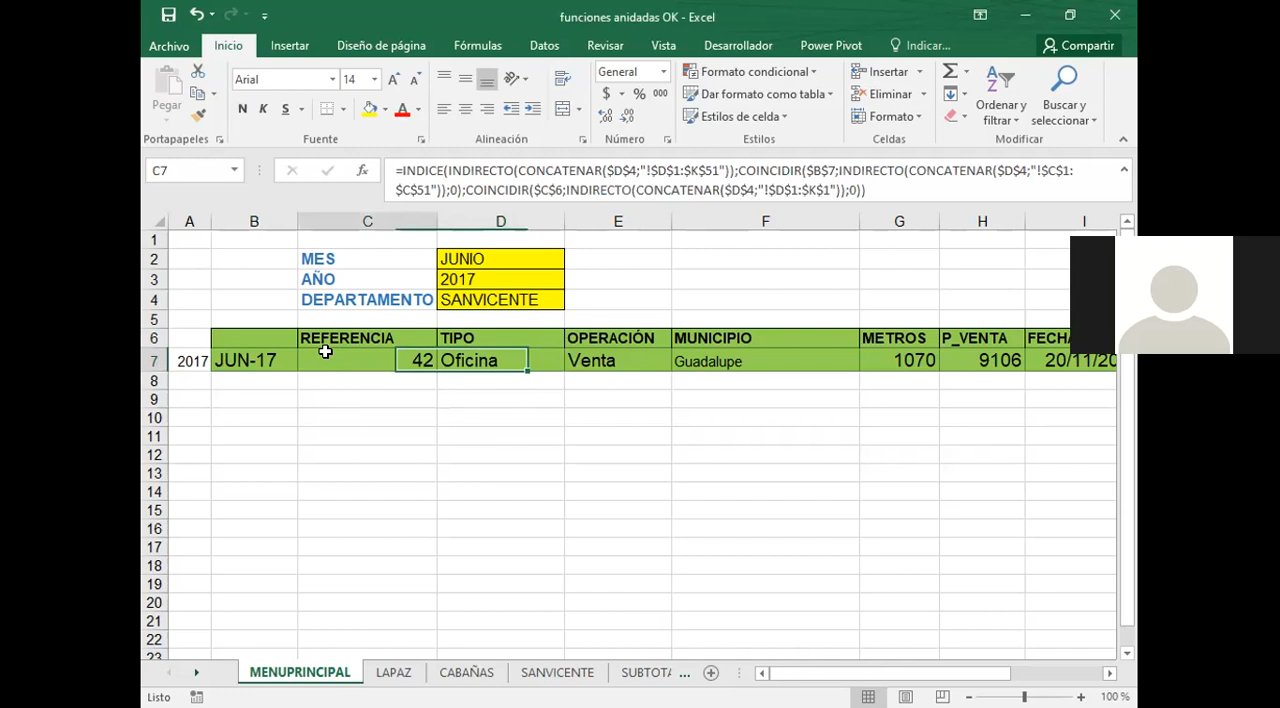 funciones anidadas OK - Excel
Archivo Inicio Insertar Diseño de página Fórmulas Datos Revisar Vista Desarrollador Power Pivot Indicar... Compartir
Pegar
Arial 14
N K S
General
$ % 000
Formato condicional
Dar formato como tabla
Estilos de celda
Insertar
Eliminar
Formato
Ordenar y filtrar
Buscar y seleccionar
Portapapeles Fuente Alineación Número Estilos Celdas Modificar
C7 =INDICE(INDIRECTO(CONCATENAR($D$4;"!$D$1:$K$51"));COINCIDIR($B$7;INDIRECTO(CONCATENAR($D$4;"!$C$1:
$C$51"));0);COINCIDIR($C$6;INDIRECTO(CONCATENAR($D$4;"!$D$1:$K$1"));0))
A B C D E F G H I
1
2 MES JUNIO
3 AÑO 2017
4 DEPARTAMENTO SANVICENTE
5
6 REFERENCIA TIPO OPERACIÓN MUNICIPIO METROS P_VENTA FECHA
7 2017 JUN-17 42 Oficina Venta Guadalupe 1070 9106 20/11/20
8
9
10
11
12
13
14
15
16
17
18
19
20
21
22
23
MENUPRINCIPAL LAPAZ CABAÑAS SANVICENTE SUBTOTA ...
Listo 100 %